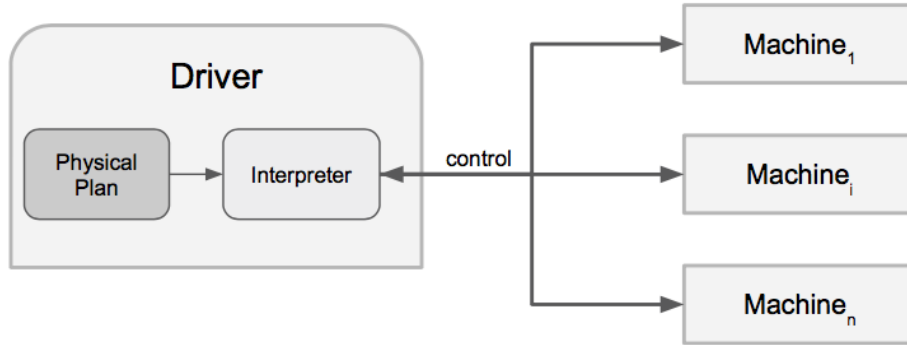 Driver
Physical
Plan
Interpreter
control
Machine₁
Machineᵢ
Machineₙ